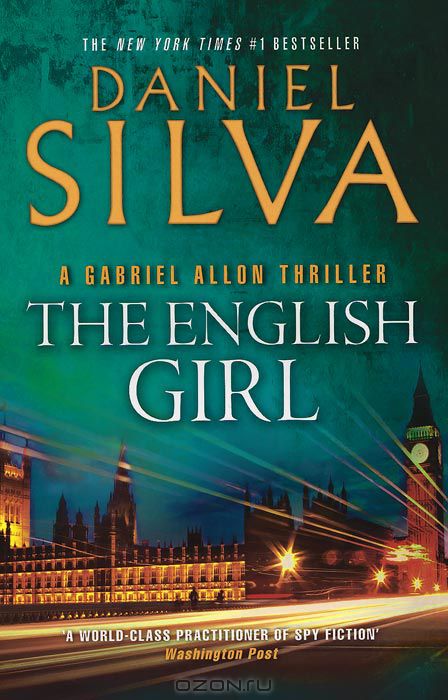 THE NEW YORK TIMES #1 BESTSELLER
DANIEL
SILVA
A GABRIEL ALLON THRILLER
THE ENGLISH
GIRL
'A WORLD-CLASS PRACTITIONER OF SPY FICTION'
Washington Post
ozon.ru